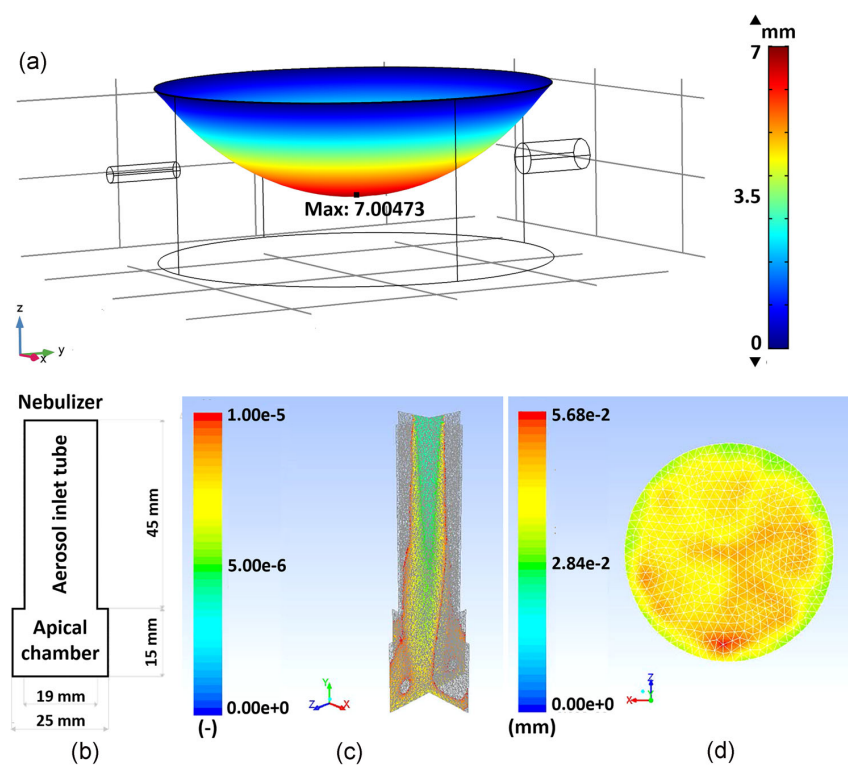 (a)
mm
7
3.5
0
Max: 7.00473
z
y
x
Nebulizer
Aerosol inlet tube
Apical
chamber
45 mm
15 mm
19 mm
25 mm
(b)
1.00e-5
5.00e-6
0.00e+0
(-)
Y
Z
X
(c)
5.68e-2
2.84e-2
0.00e+0
(mm)
Z
X
Y
(d)